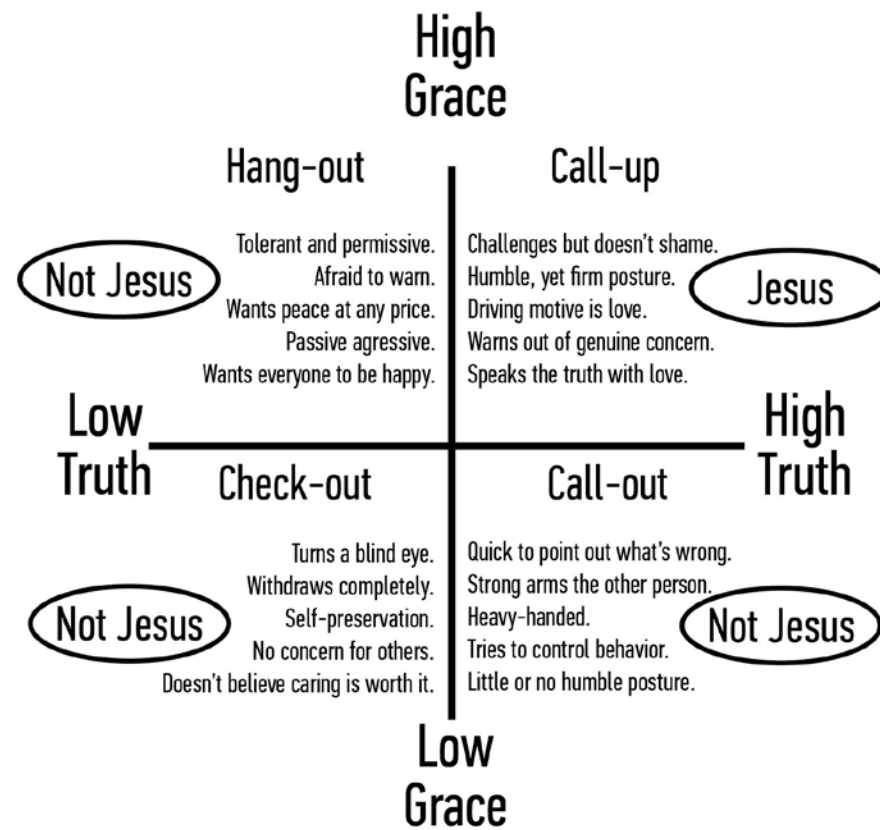 High
Grace
Hang-out
Call-up
Not Jesus
Tolerant and permissive.
Afraid to warn.
Wants peace at any price.
Passive agressive.
Wants everyone to be happy.
Challenges but doesn't shame.
Humble, yet firm posture.
Driving motive is love.
Warns out of genuine concern.
Speaks the truth with love.
Jesus
Low
Truth
High
Truth
Check-out
Call-out
Not Jesus
Turns a blind eye.
Withdraws completely.
Self-preservation.
No concern for others.
Doesn't believe caring is worth it.
Quick to point out what's wrong.
Strong arms the other person.
Heavy-handed.
Tries to control behavior.
Little or no humble posture.
Not Jesus
Low
Grace